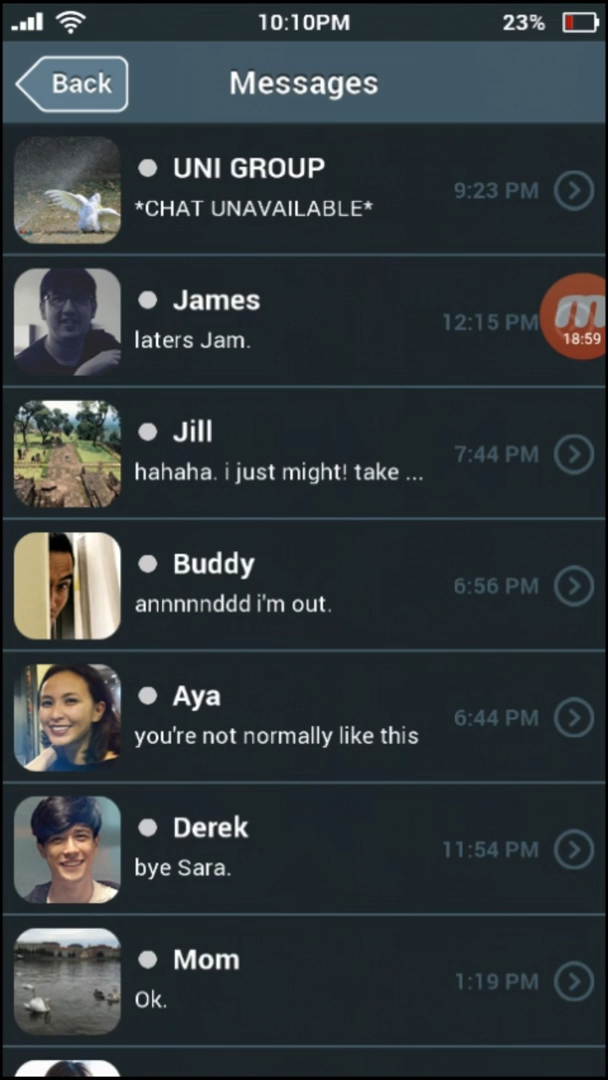 10:10PM 23%
Back Messages
UNI GROUP
*CHAT UNAVAILABLE*
9:23 PM
James
laters Jam.
12:15 PM
18:59
Jill
hahaha. i just might! take ...
7:44 PM
Buddy
annnnnddd i'm out.
6:56 PM
Aya
you're not normally like this
6:44 PM
Derek
bye Sara.
11:54 PM
Mom
Ok.
1:19 PM